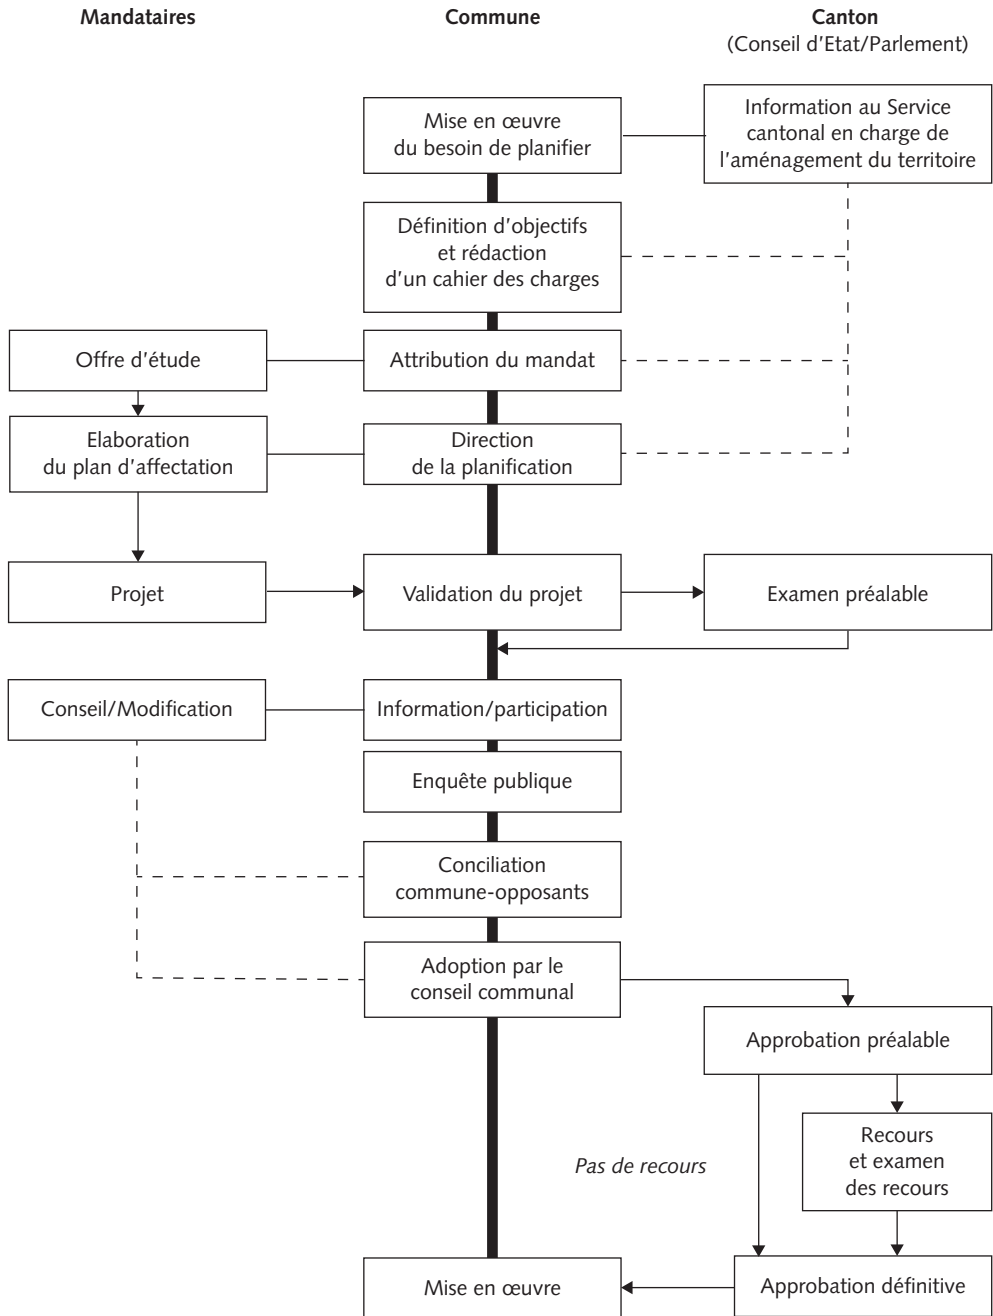 Mandataires
Commune
Canton
(Conseil d'Etat/Parlement)
Mise en œuvre
du besoin de planifier
Information au Service
cantonal en charge de
l'aménagement du territoire
Définition d'objectifs
et rédaction
d'un cahier des charges
Offre d'étude
Attribution du mandat
Elaboration
du plan d'affectation
Direction
de la planification
Projet
Validation du projet
Examen préalable
Conseil/Modification
Information/participation
Enquête publique
Conciliation
commune-opposants
Adoption par le
conseil communal
Approbation préalable
Pas de recours
Recours
et examen
des recours
Mise en œuvre
Approbation définitive